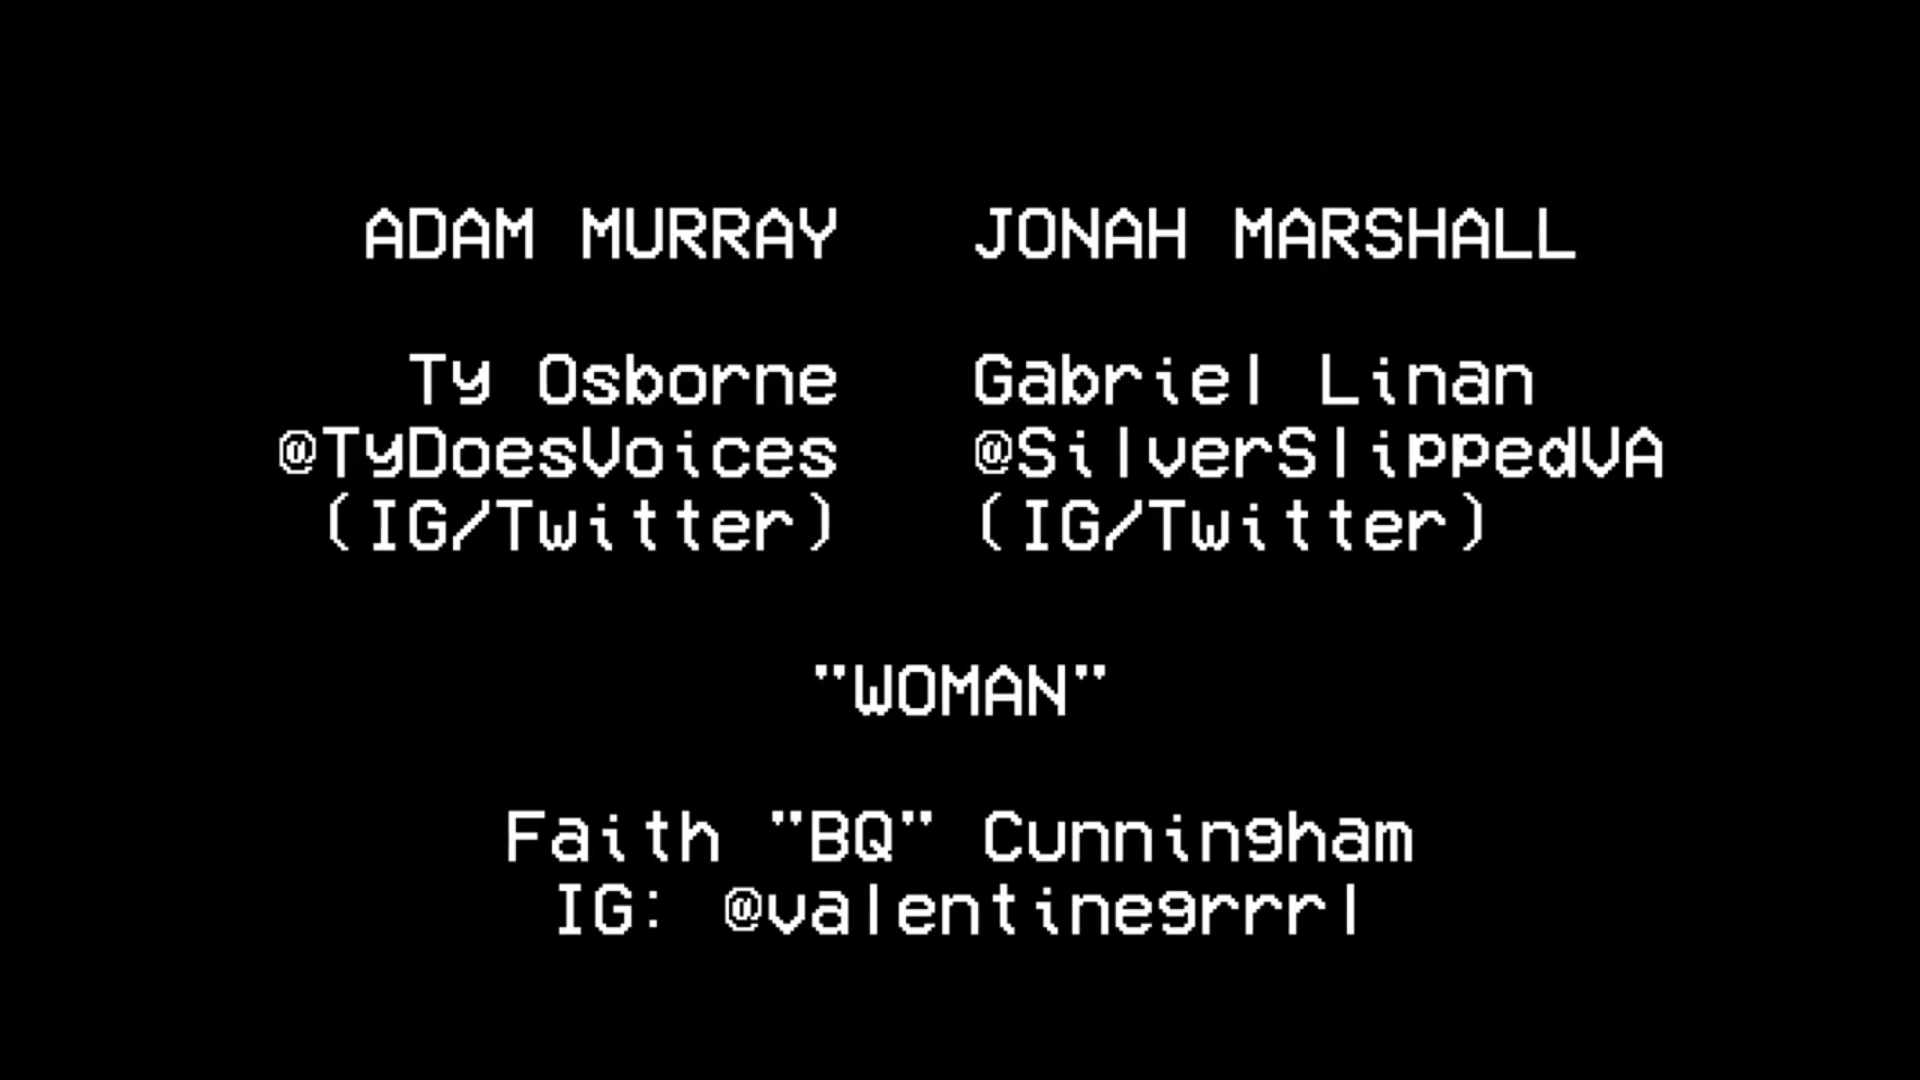 ADAM MURRAY
Ty Osborne
@TyDoesVoices
(IG/Twitter)
JONAH MARSHALL
Gabriel Linan
@SilverSlippedVA
(IG/Twitter)
"WOMAN"
Faith "BQ" Cunningham
IG: @valentinegrrrl